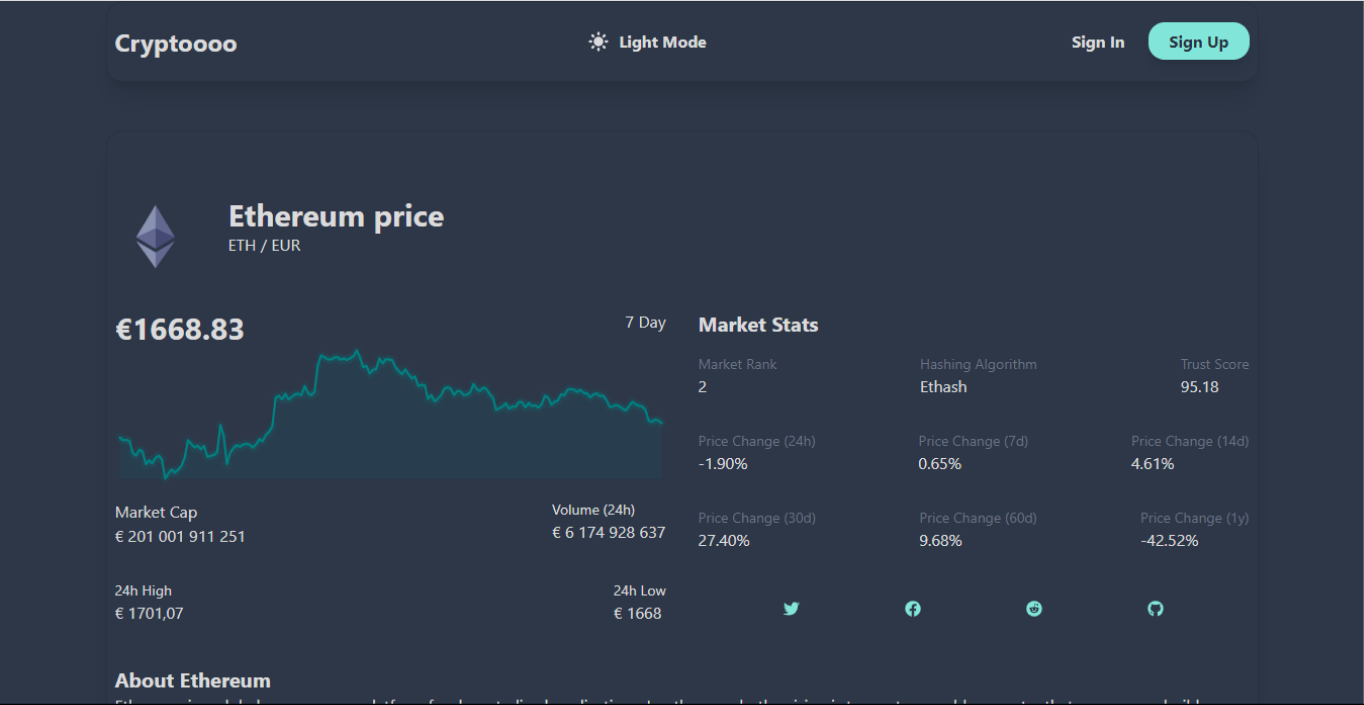 Cryptoooo
Light Mode
Sign In
Sign Up
Ethereum price
ETH / EUR
€1668.83
7 Day
Market Cap
€ 201 001 911 251
Volume (24h)
€ 6 174 928 637
24h High
€ 1701,07
24h Low
€ 1668
Market Stats
Market Rank
2
Hashing Algorithm
Ethash
Trust Score
95.18
Price Change (24h)
-1.90%
Price Change (7d)
0.65%
Price Change (14d)
4.61%
Price Change (30d)
27.40%
Price Change (60d)
9.68%
Price Change (1y)
-42.52%
About Ethereum